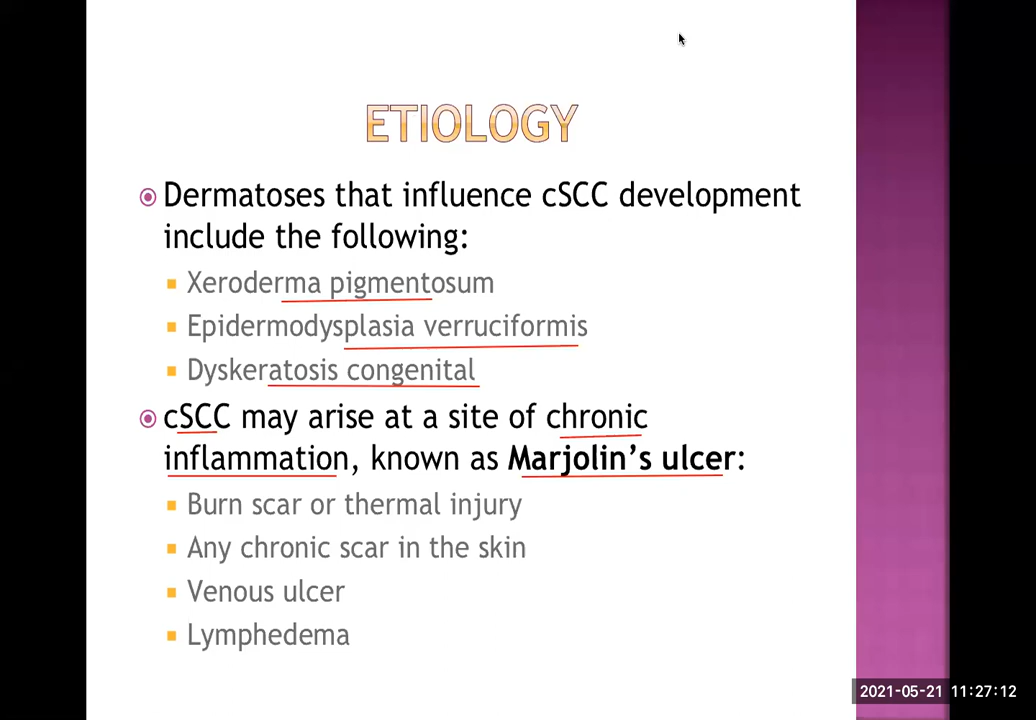 ETIOLOGY
Dermatoses that influence cSCC development
include the following:
Xeroderma pigmentosum
Epidermodysplasia verruciformis
Dyskeratosis congenital
cSCC may arise at a site of chronic
inflammation, known as Marjolin's ulcer:
Burn scar or thermal injury
Any chronic scar in the skin
Venous ulcer
Lymphedema
2021-05-21 11:27:12